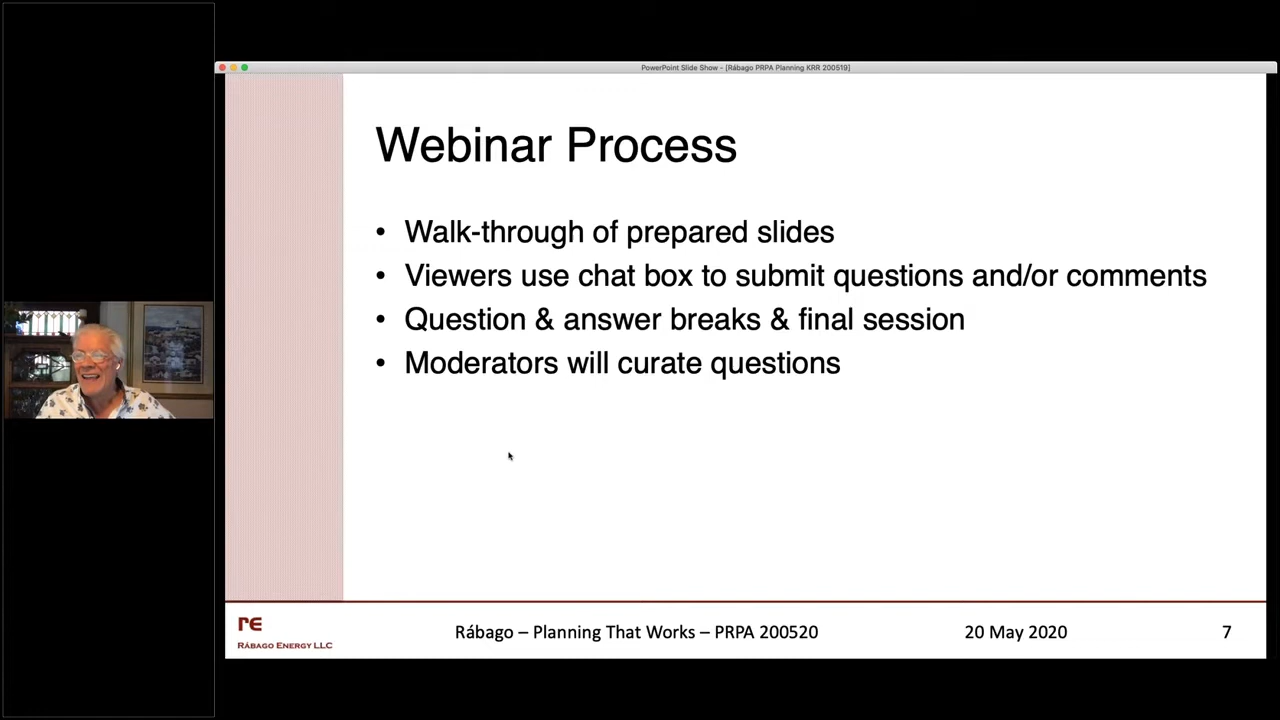 PowerPoint Slide Show - [Rábago PRPA Planning KRR 200519]
Webinar Process
• Walk-through of prepared slides
• Viewers use chat box to submit questions and/or comments
• Question & answer breaks & final session
• Moderators will curate questions
re
RÁBAGO ENERGY LLC
Rábago – Planning That Works – PRPA 200520
20 May 2020
7